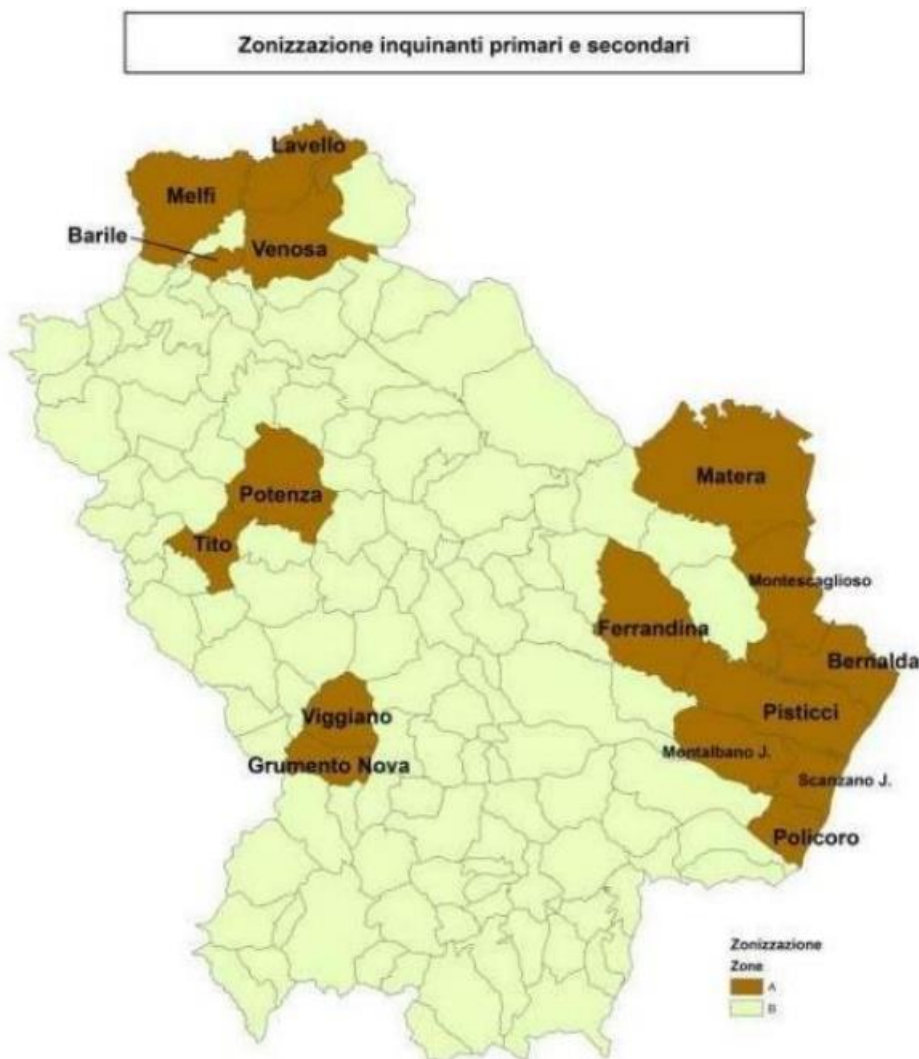 Zonizzazione inquinanti primari e secondari
Lavello
Melfi
Barile
Venosa
Matera
Potenza
Tito
Montescaglioso
Ferrandina
Bernalda
Viggiano
Pisticci
Montalbano J.
Grumento Nova
Scanzano J.
Policoro
Zonizzazione
Zone
A
B